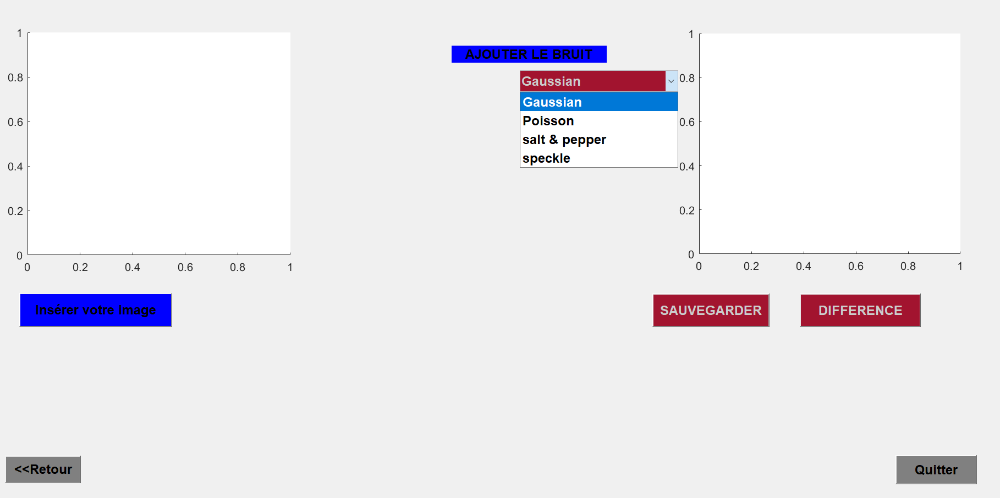 1
0.8
0.6
0.4
0.2
0
0 0.2 0.4 0.6 0.8 1
AJOUTER LE BRUIT
Gaussian
Gaussian
Poisson
salt & pepper
speckle
1
0.8
0.6
0.4
0.2
0
0 0.2 0.4 0.6 0.8 1
Insérer votre image
SAUVEGARDER
DIFFERENCE
<<Retour
Quitter